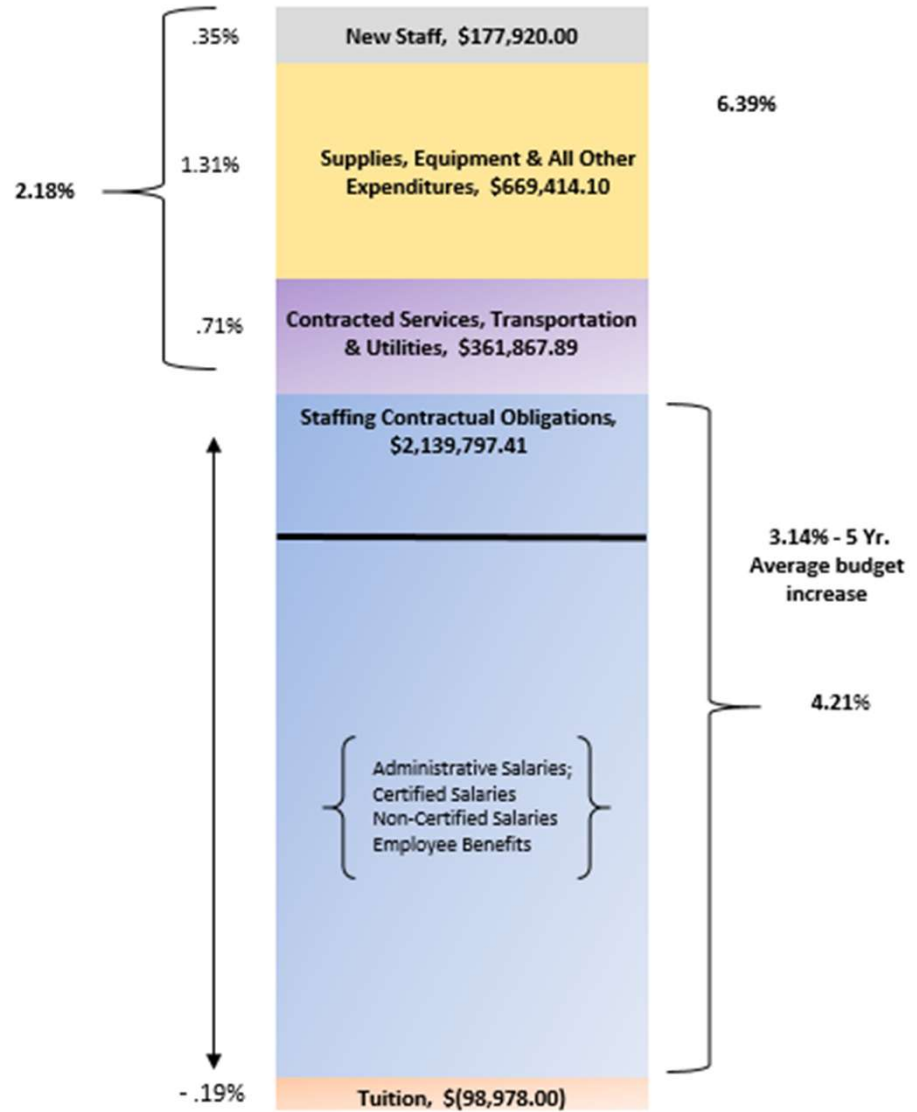 .35%
New Staff, $177,920.00
6.39%
1.31%
Supplies, Equipment & All Other
Expenditures, $669,414.10
2.18%
.71%
Contracted Services, Transportation
& Utilities, $361,867.89
Staffing Contractual Obligations,
$2,139,797.41
3.14% - 5 Yr.
Average budget
increase
4.21%
Administrative Salaries;
Certified Salaries
Non-Certified Salaries
Employee Benefits
- .19%
Tuition, $(98,978.00)